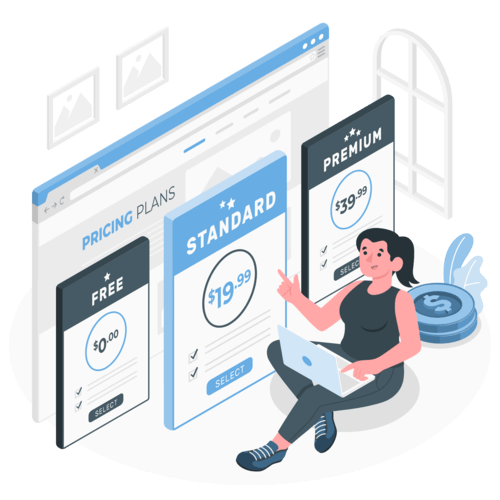 PRICING PLANS
FREE
$0.00
SELECT
STANDARD
$19.99
SELECT
PREMIUM
$39.99
SELECT
$